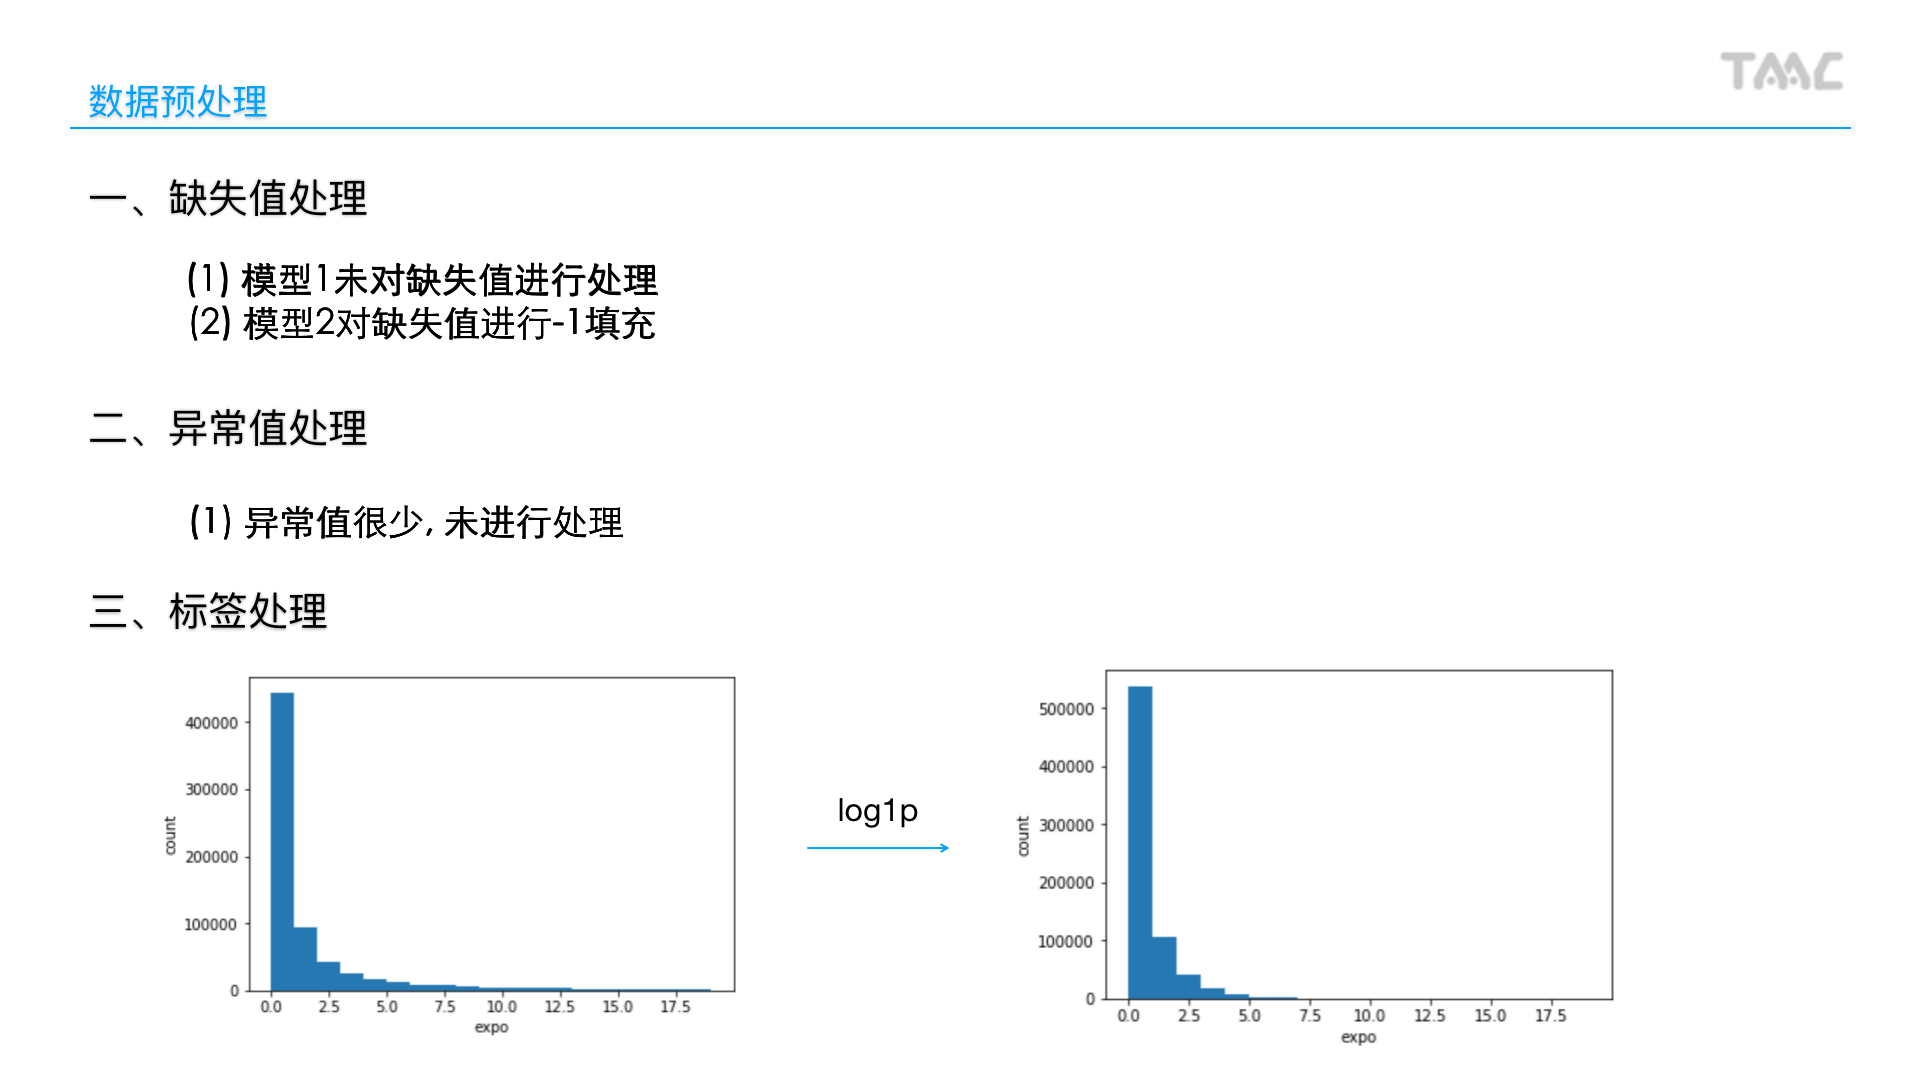 TAAC
数据预处理
一、缺失值处理
(1) 模型1未对缺失值进行处理
(2) 模型2对缺失值进行-1填充
二、异常值处理
(1) 异常值很少, 未进行处理
三、标签处理
400000
300000
200000
100000
0
count
0.0 2.5 5.0 7.5 10.0 12.5 15.0 17.5
expo
log1p
500000
400000
300000
200000
100000
0
count
0.0 2.5 5.0 7.5 10.0 12.5 15.0 17.5
expo